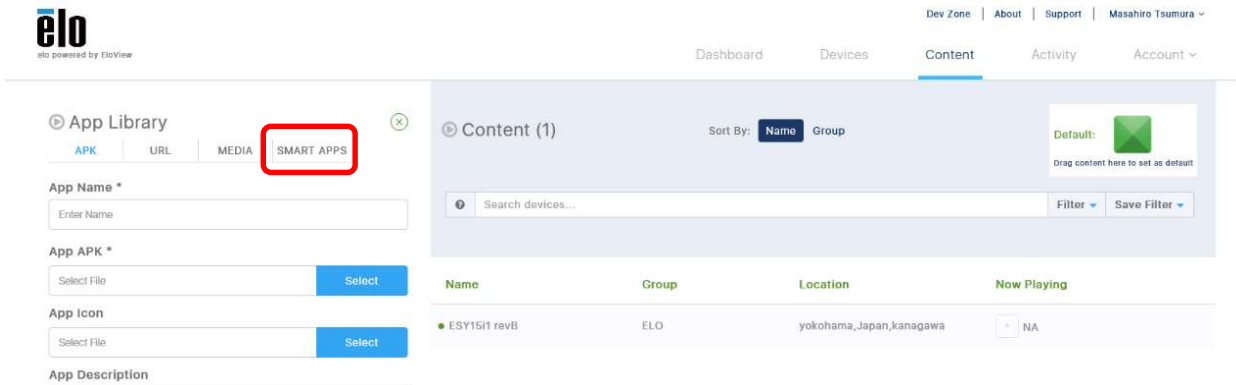 elo
elo powered by EloView
Dev Zone | About | Support | Masahiro Tsumura
Dashboard Devices Content Activity Account
App Library
APK URL MEDIA SMART APPS
App Name *
Enter Name
App APK *
Select File Select
App Icon
Select File Select
App Description
Content (1)
Sort By: Name Group
Default:
Drag content here to set as default
Search devices...
Filter Save Filter
Name Group Location Now Playing
ESY15i1 revB ELO yokohama,Japan,kanagawa NA